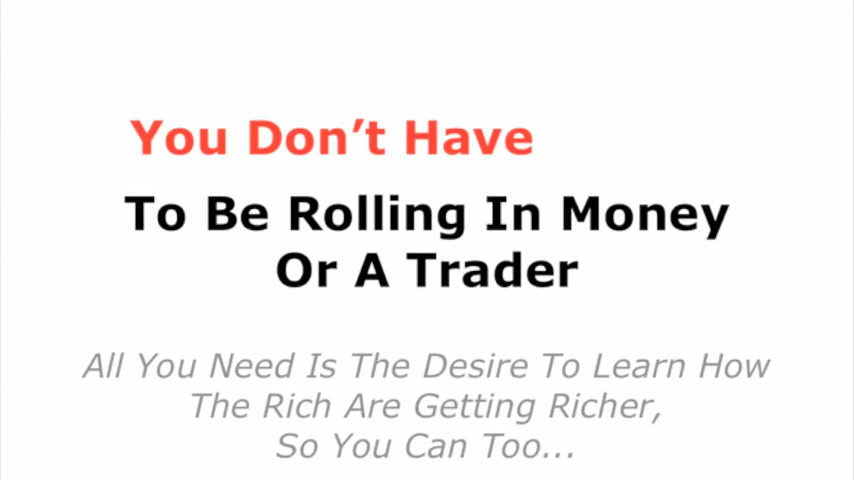 You Don’t Have
To Be Rolling In Money
Or A Trader
All You Need Is The Desire To Learn How
The Rich Are Getting Richer,
So You Can Too...